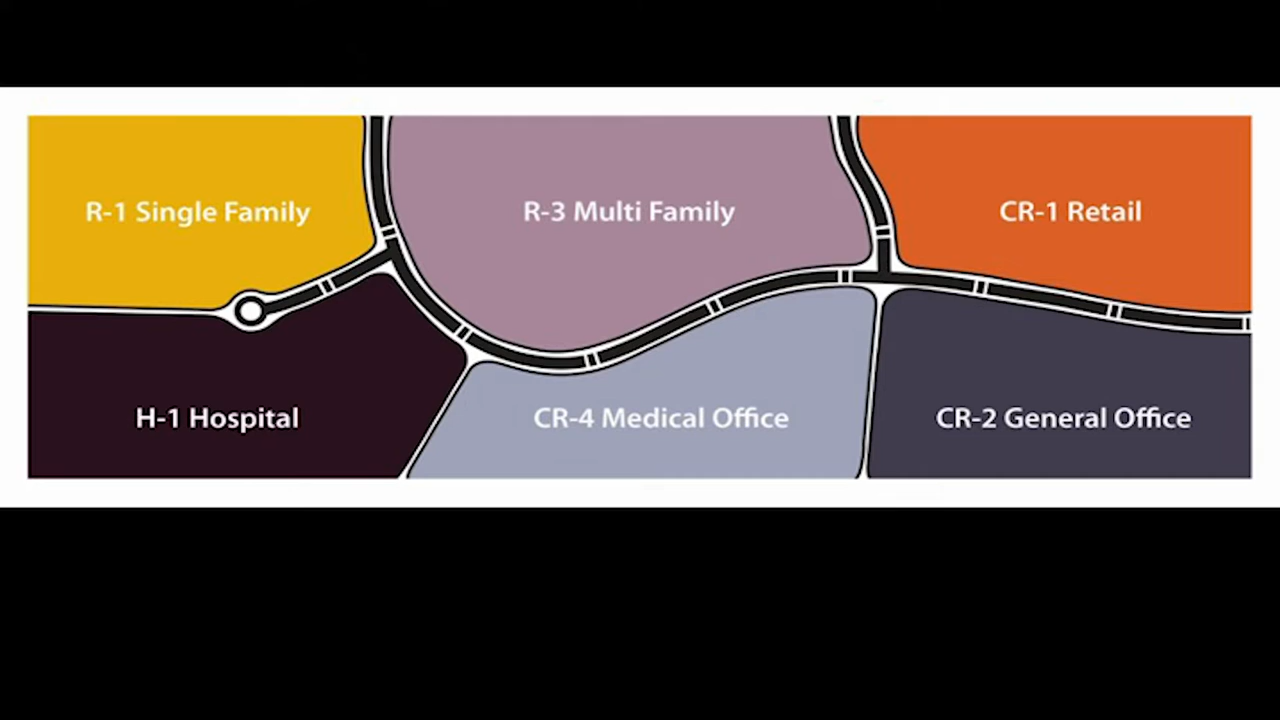 R-1 Single Family
R-3 Multi Family
CR-1 Retail
H-1 Hospital
CR-4 Medical Office
CR-2 General Office